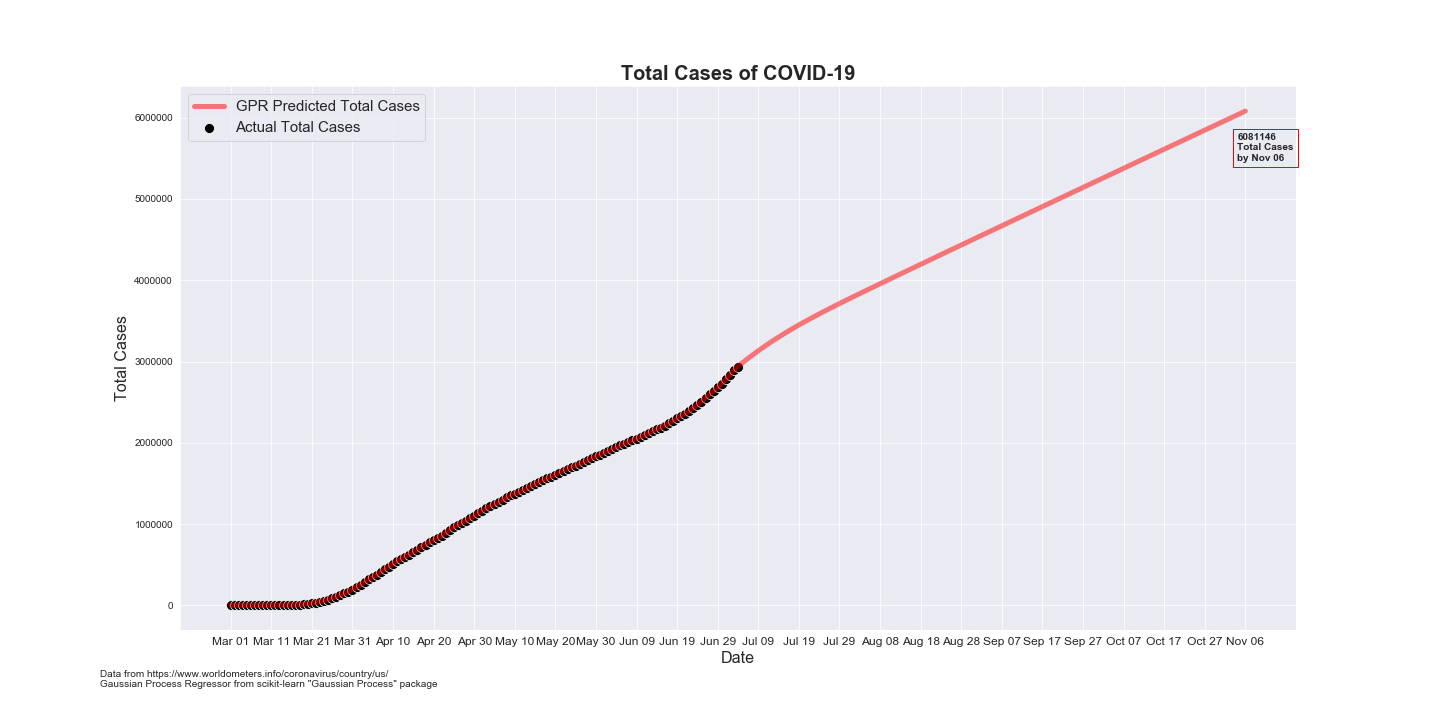 Total Cases of COVID-19
GPR Predicted Total Cases
Actual Total Cases
6000000
5000000
4000000
3000000
2000000
1000000
0
Total Cases
6081146
Total Cases
by Nov 06
Mar 01 Mar 11 Mar 21 Mar 31 Apr 10 Apr 20 Apr 30 May 10 May 20 May 30 Jun 09 Jun 19 Jun 29 Jul 09 Jul 19 Jul 29 Aug 08 Aug 18 Aug 28 Sep 07 Sep 17 Sep 27 Oct 07 Oct 17 Oct 27 Nov 06
Date
Data from https://www.worldometers.info/coronavirus/country/us/
Gaussian Process Regressor from scikit-learn "Gaussian Process" package